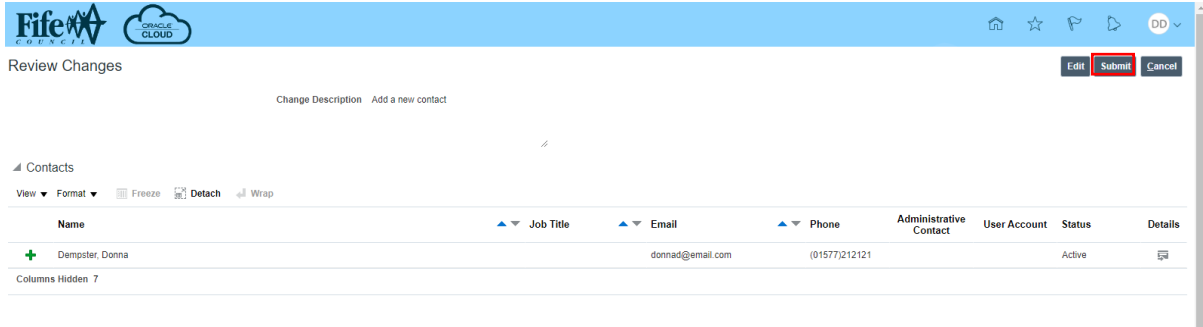 Fife
COUNCIL
ORACLE
CLOUD
DD
Review Changes
Edit Submit Cancel
Change Description Add a new contact
Contacts
View Format Freeze Detach Wrap
Name Job Title Email Phone Administrative Contact User Account Status Details
Dempster, Donna donnad@email.com (01577)212121 Active
Columns Hidden 7